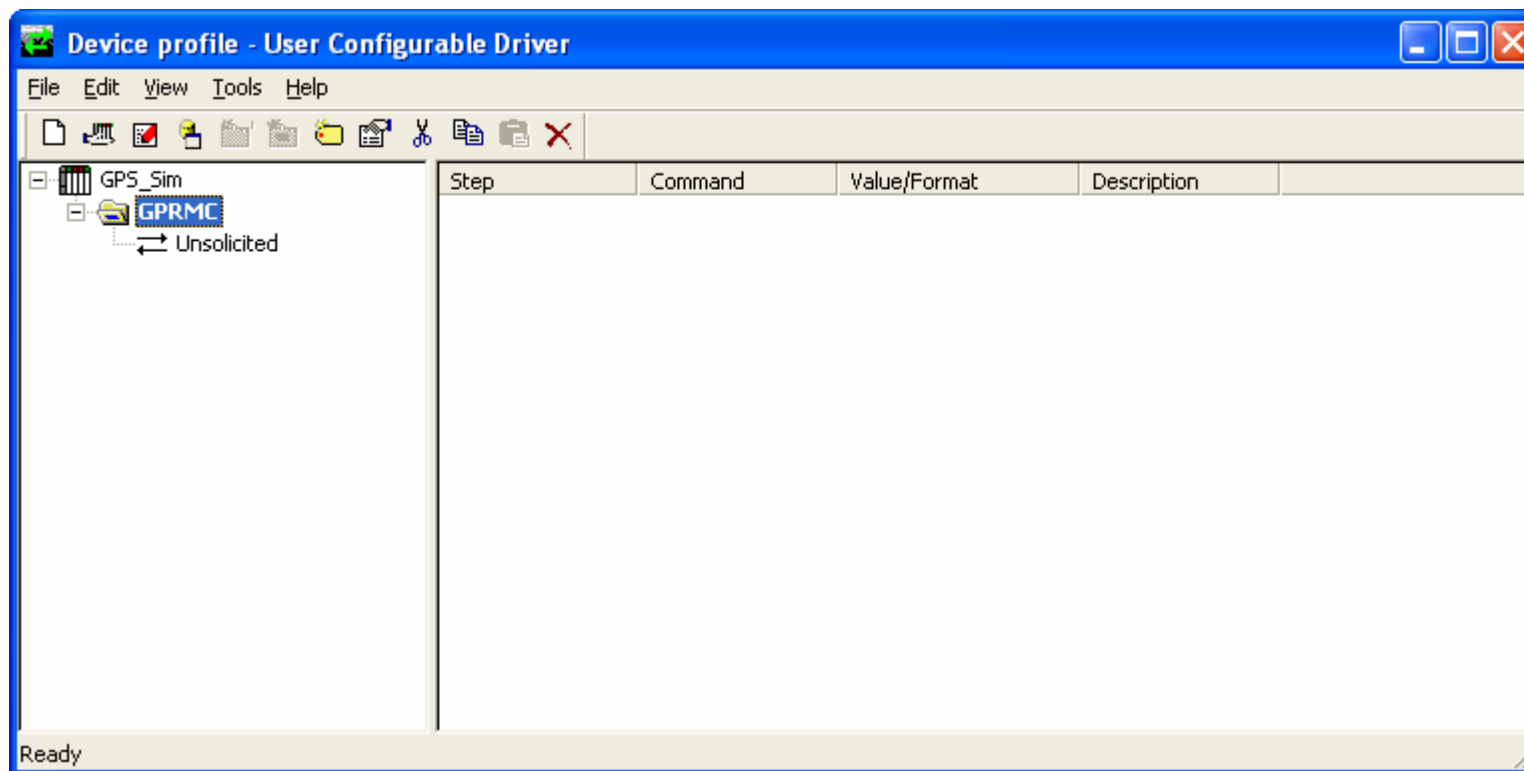 Device profile - User Configurable Driver
File Edit View Tools Help
GPS_Sim
GPRMC
Unsolicited
Step Command Value/Format Description
Ready